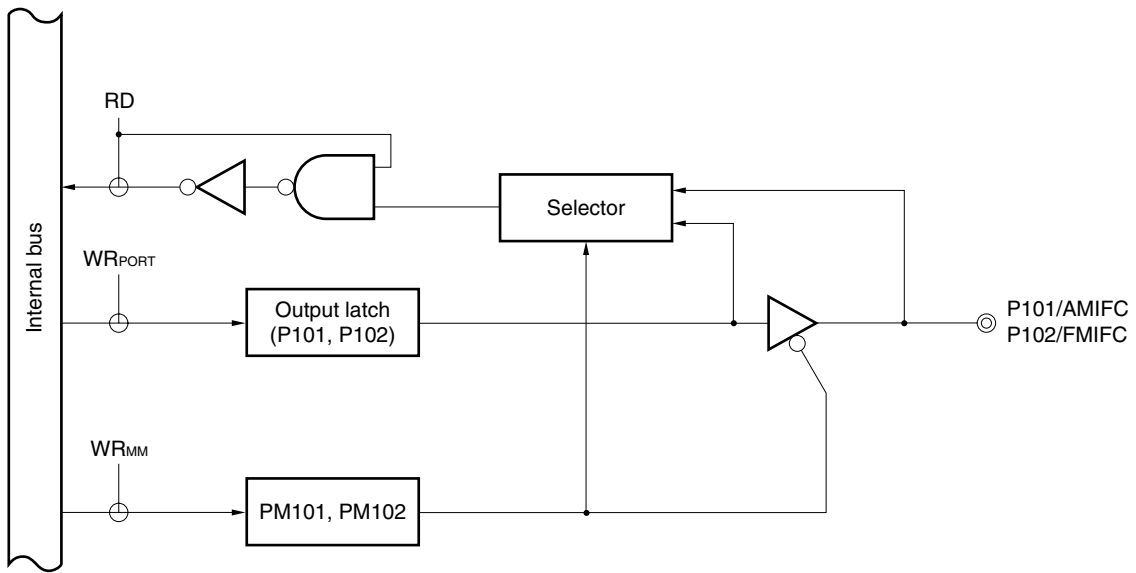 RD
Internal bus
Selector
WRPORT
Output latch
(P101, P102)
P101/AMIFC
P102/FMIFC
WRMM
PM101, PM102